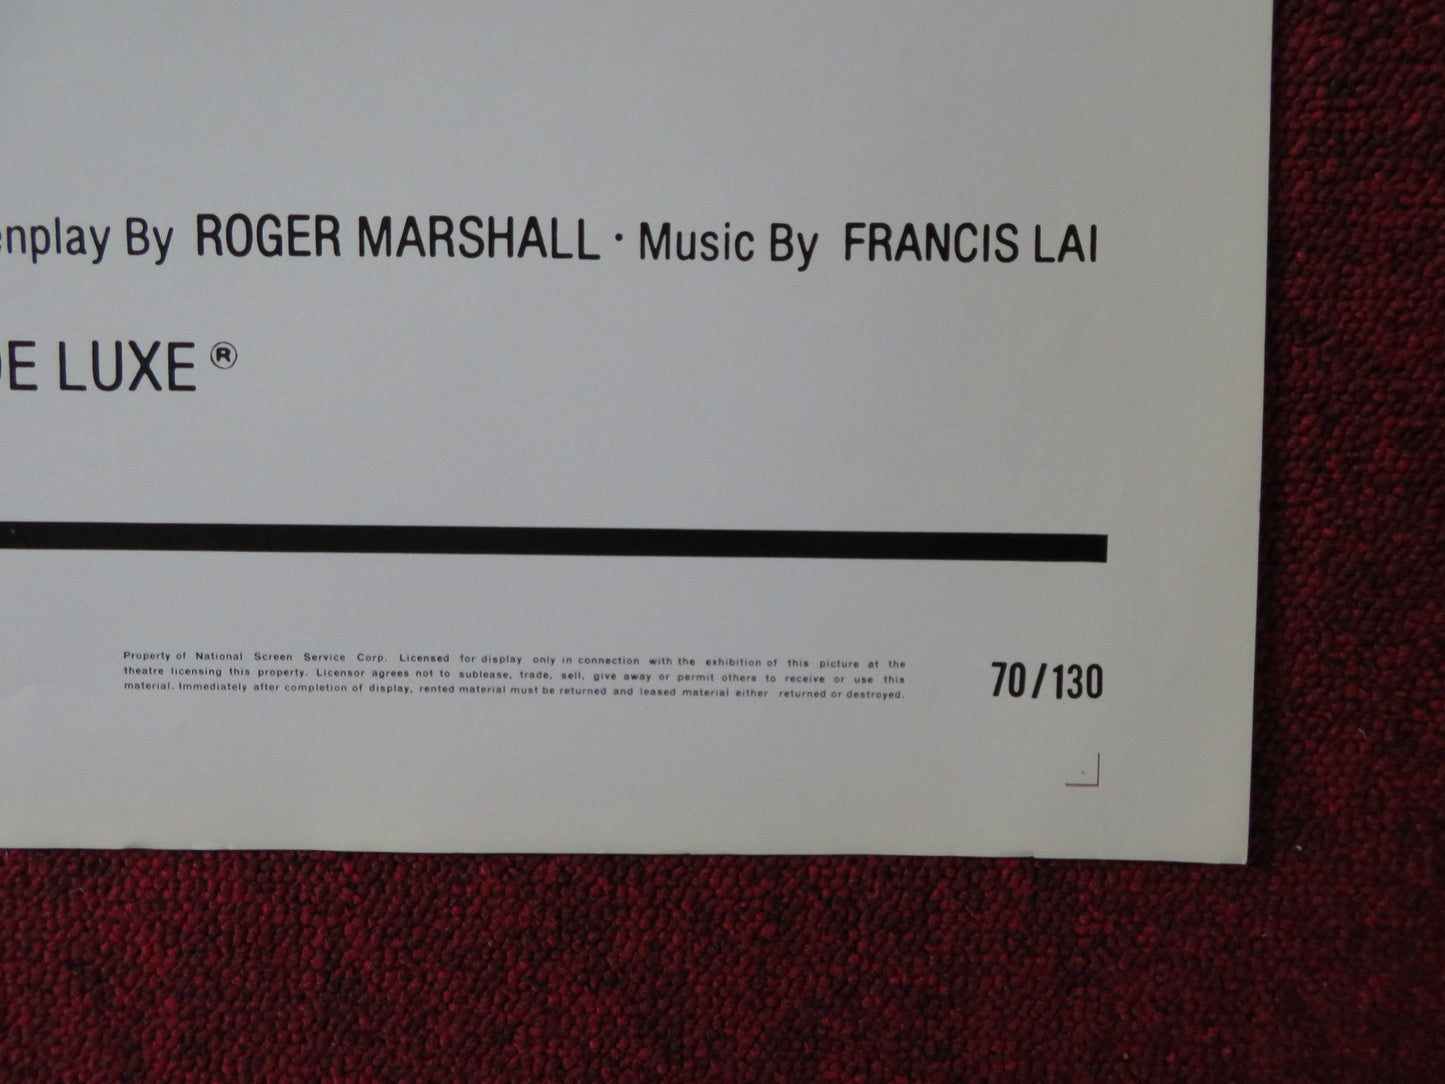 enplay By ROGER MARSHALL · Music By FRANCIS LAI
DE LUXE ®
Property of National Screen Service Corp. Licensed for display only in connection with the exhibition of this picture at the
theatre licensing this property. Licensor agrees not to sublease, trade, sell, give away or permit others to receive or use this
material. Immediately after completion of display, rented material must be returned and leased material either returned or destroyed.
70/130